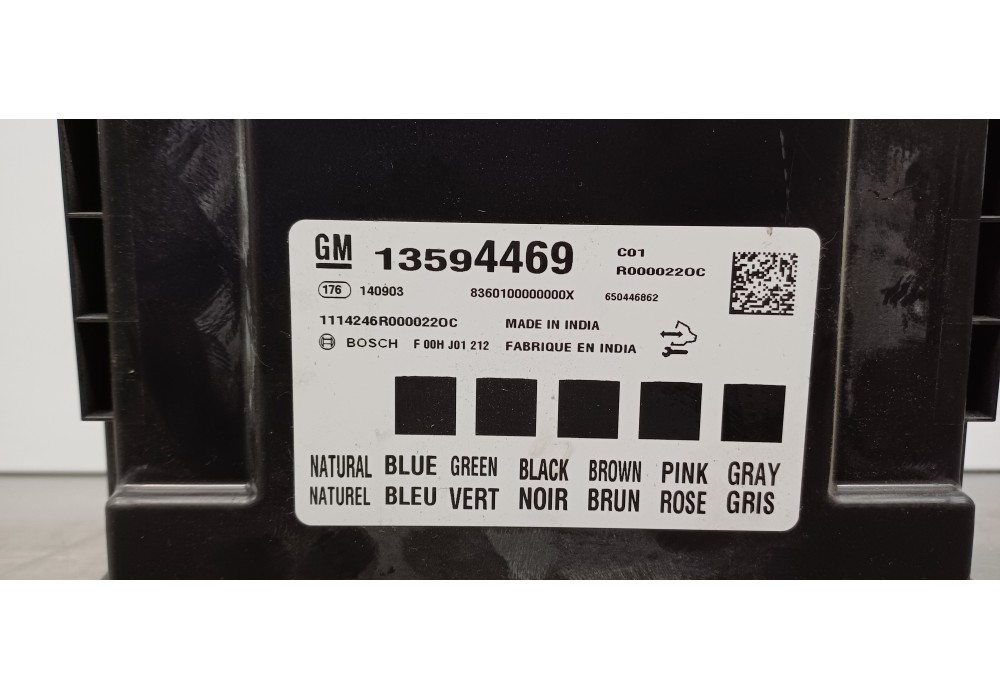 GM 13594469 C01
R000022OC
176 140903 8360100000000X 650446862
1114246R000022OC MADE IN INDIA
BOSCH F 00H J01 212 FABRIQUE EN INDIA
NATURAL BLUE GREEN BLACK BROWN PINK GRAY
NATUREL BLEU VERT NOIR BRUN ROSE GRIS